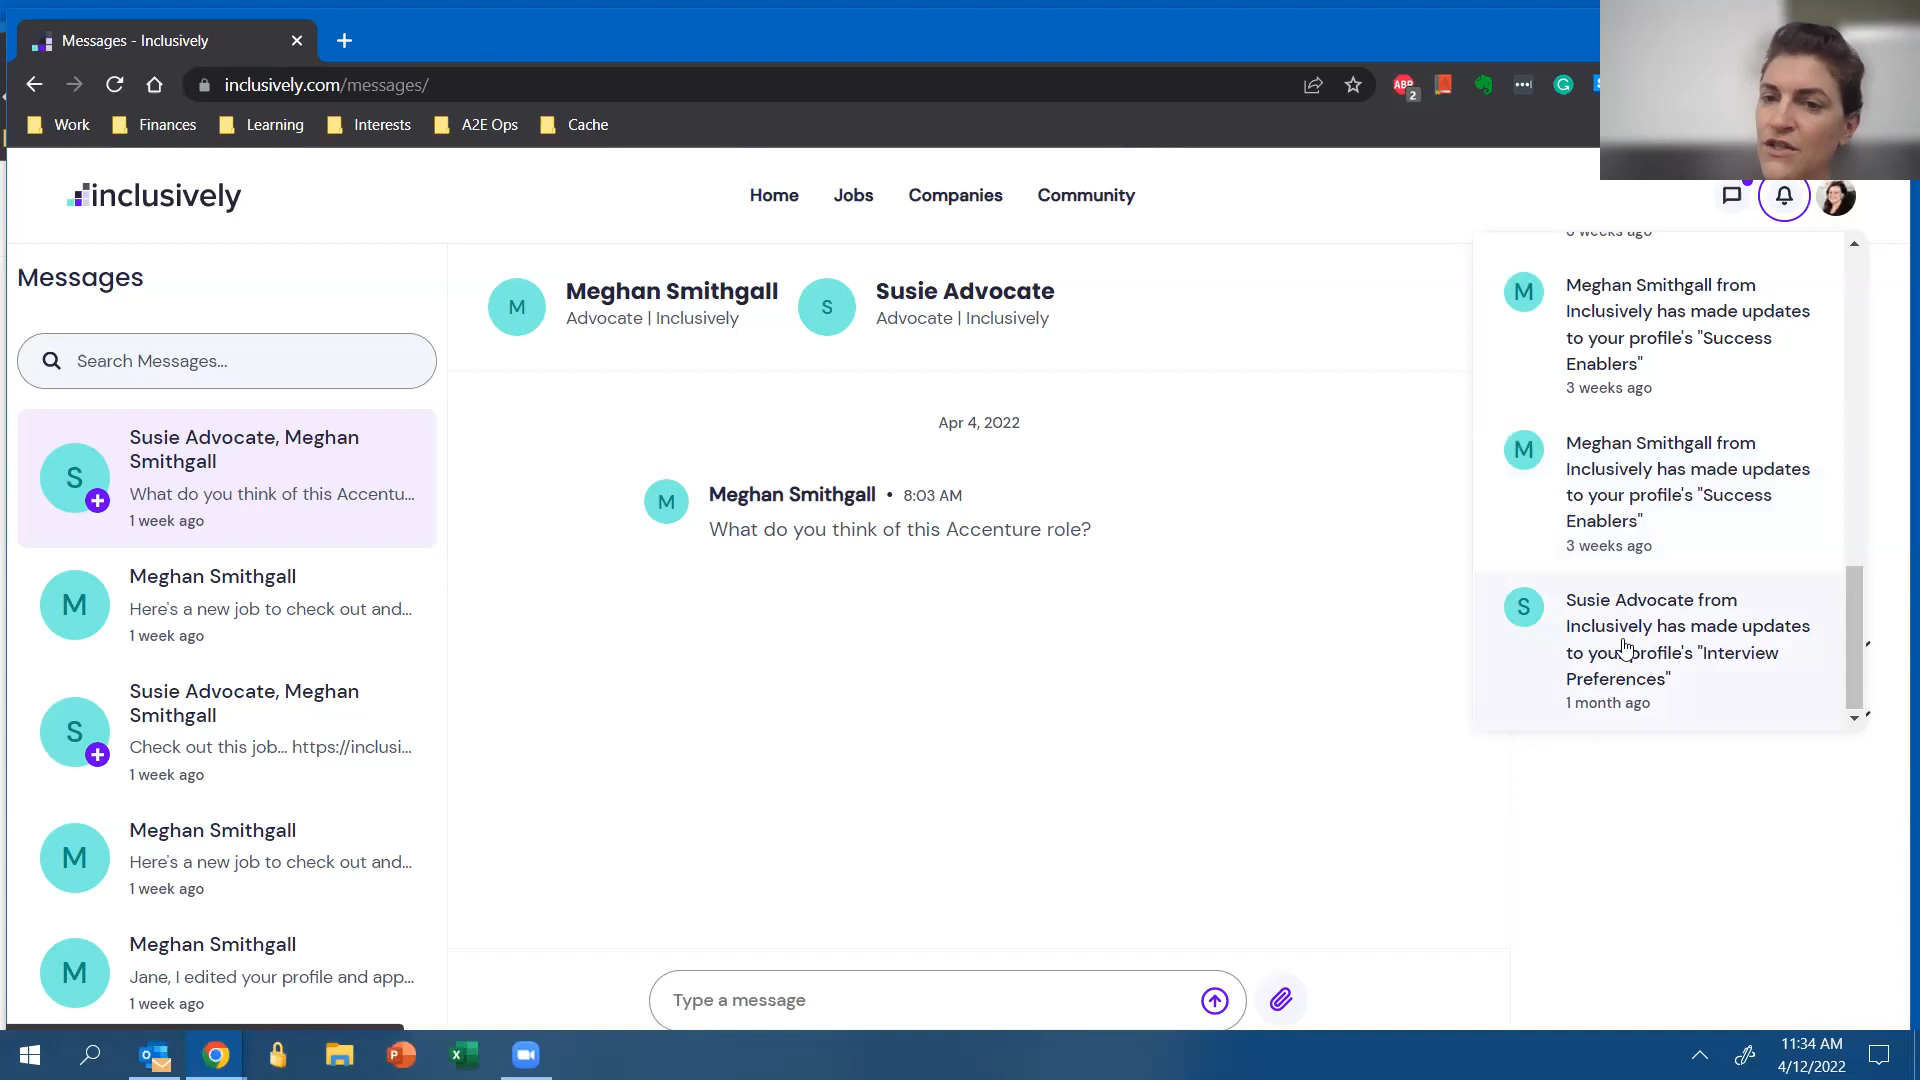 Messages - Inclusively
inclusively.com/messages/
ABP
2
G
Work
Finances
Learning
Interests
A2E Ops
Cache
inclusively
Home
Jobs
Companies
Community
Messages
Search Messages...
Susie Advocate, Meghan
Smithgall
What do you think of this Accentu...
1 week ago
S
Meghan Smithgall
Here's a new job to check out and...
1 week ago
M
Susie Advocate, Meghan
Smithgall
Check out this job... https://inclusi...
1 week ago
S
Meghan Smithgall
Here's a new job to check out and...
1 week ago
M
Meghan Smithgall
Jane, I edited your profile and app...
1 week ago
M
M
Meghan Smithgall
Advocate | Inclusively
S
Susie Advocate
Advocate | Inclusively
Apr 4, 2022
M
Meghan Smithgall • 8:03 AM
What do you think of this Accenture role?
Type a message
weeks ago
M
Meghan Smithgall from
Inclusively has made updates
to your profile's "Success
Enablers"
3 weeks ago
M
Meghan Smithgall from
Inclusively has made updates
to your profile's "Success
Enablers"
3 weeks ago
S
Susie Advocate from
Inclusively has made updates
to your profile's "Interview
Preferences"
1 month ago
11:34 AM
4/12/2022